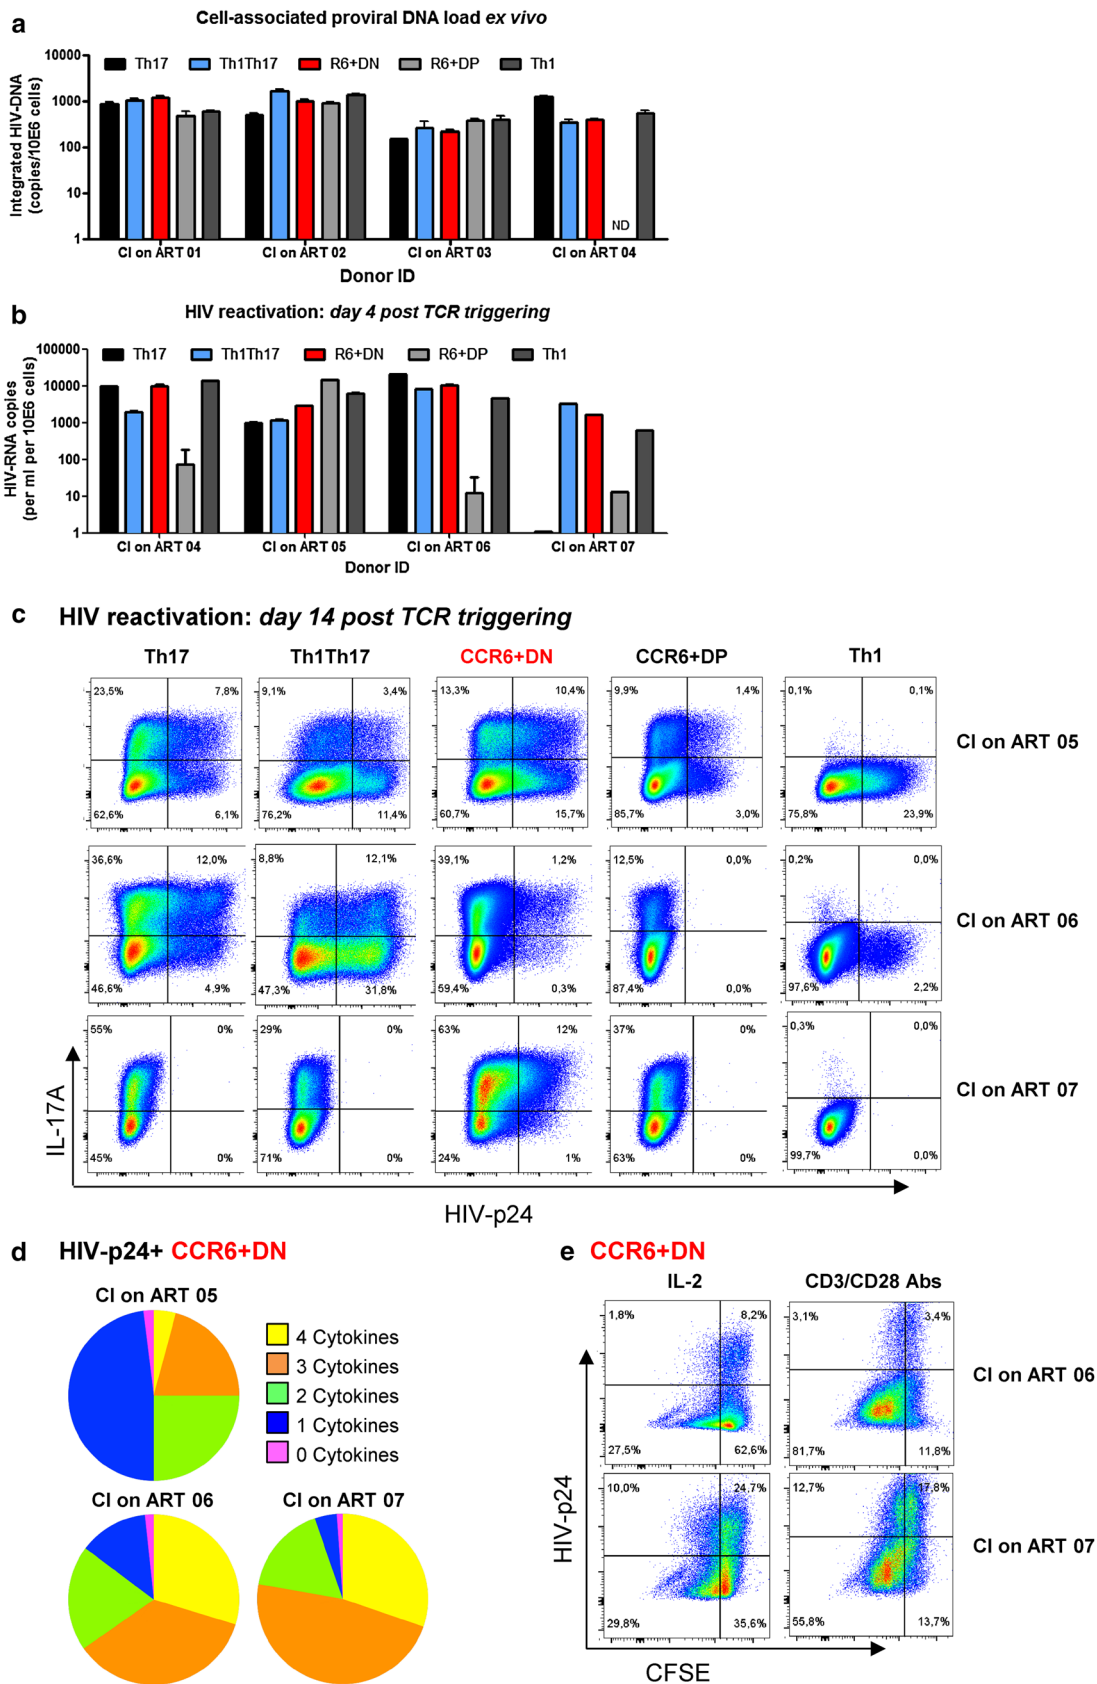 a
Cell-associated proviral DNA load ex vivo
Th17 Th1Th17 R6+DN R6+DP Th1
Integrated HIV-DNA
(copies/10E6 cells)
10000
1000
100
10
1
ND
CI on ART 01 CI on ART 02 CI on ART 03 CI on ART 04
Donor ID
b
HIV reactivation: day 4 post TCR triggering
Th17 Th1Th17 R6+DN R6+DP Th1
HIV-RNA copies
(per ml per 10E6 cells)
100000
10000
1000
100
10
1
CI on ART 04 CI on ART 05 CI on ART 06 CI on ART 07
Donor ID
c HIV reactivation: day 14 post TCR triggering
Th17 Th1Th17 CCR6+DN CCR6+DP Th1
23,5% 7,8% 9,1% 3,4% 13,3% 10,4% 9,9% 1,4% 0,1% 0,1%
CI on ART 05
62,6% 6,1% 76,2% 11,4% 60,7% 15,7% 85,7% 3,0% 75,8% 23,9%
36,6% 12,0% 8,8% 12,1% 39,1% 1,2% 12,5% 0,0% 0,2% 0,0%
CI on ART 06
46,6% 4,9% 47,3% 31,8% 59,4% 0,3% 87,4% 0,0% 97,6% 2,2%
55% 0% 29% 0% 63% 12% 37% 0% 0,3% 0,0%
CI on ART 07
45% 0% 71% 0% 24% 1% 63% 0% 99,7% 0,0%
IL-17A
HIV-p24
d HIV-p24+ CCR6+DN
CI on ART 05
4 Cytokines
3 Cytokines
2 Cytokines
1 Cytokines
0 Cytokines
CI on ART 06 CI on ART 07
e CCR6+DN
IL-2 CD3/CD28 Abs
1,8% 8,2% 3,1% 3,4%
CI on ART 06
27,5% 62,6% 81,7% 11,8%
10,0% 24,7% 12,7% 17,8%
CI on ART 07
29,8% 35,6% 55,8% 13,7%
HIV-p24
CFSE